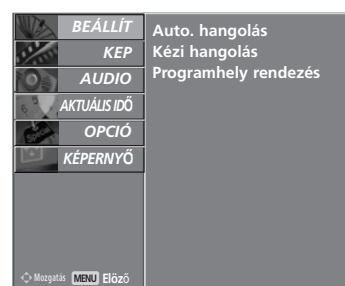 BEÁLLÍT
KEP
AUDIO
AKTUÁLIS IDŐ
OPCIÓ
KÉPERNYŐ
Auto. hangolás
Kézi hangolás
Programhely rendezés
Mozgatás MENU Előző